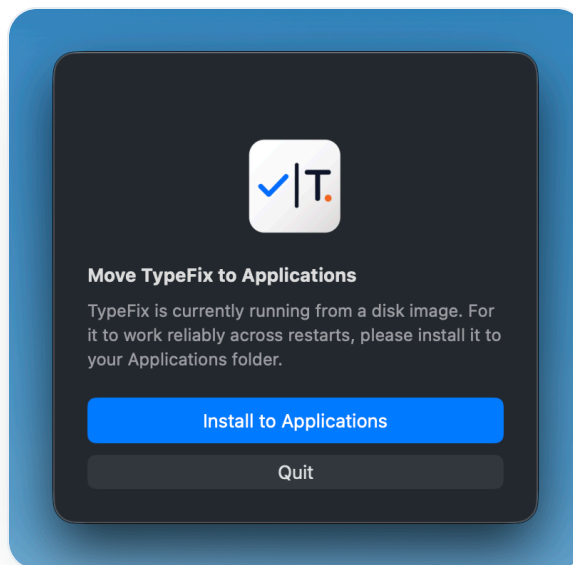 T.
Move TypeFix to Applications
TypeFix is currently running from a disk image. For
it to work reliably across restarts, please install it to
your Applications folder.
Install to Applications
Quit